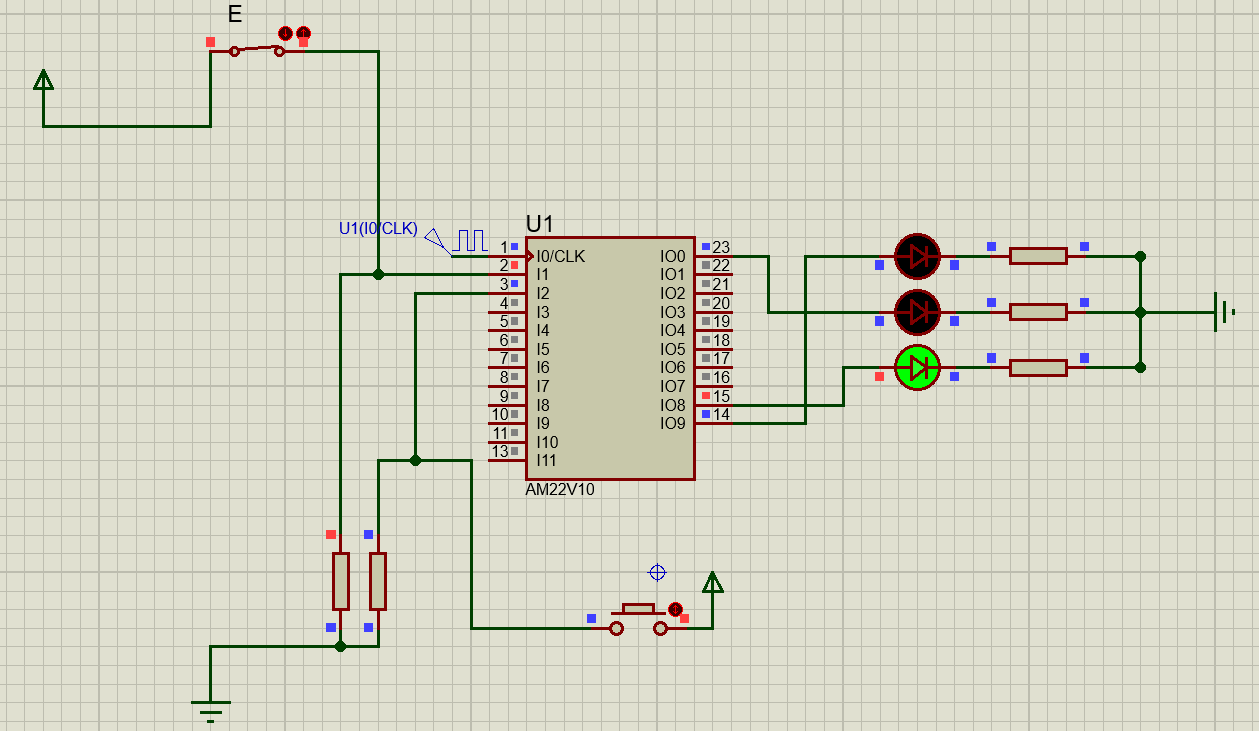 E
U1(I0/CLK)
U1
1 I0/CLK IO0 23
2 I1 IO1 22
3 I2 IO2 21
4 I3 IO3 20
5 I4 IO4 19
6 I5 IO5 18
7 I6 IO6 17
8 I7 IO7 16
9 I8 IO8 15
10 I9 IO9 14
11 I10
13 I11
AM22V10